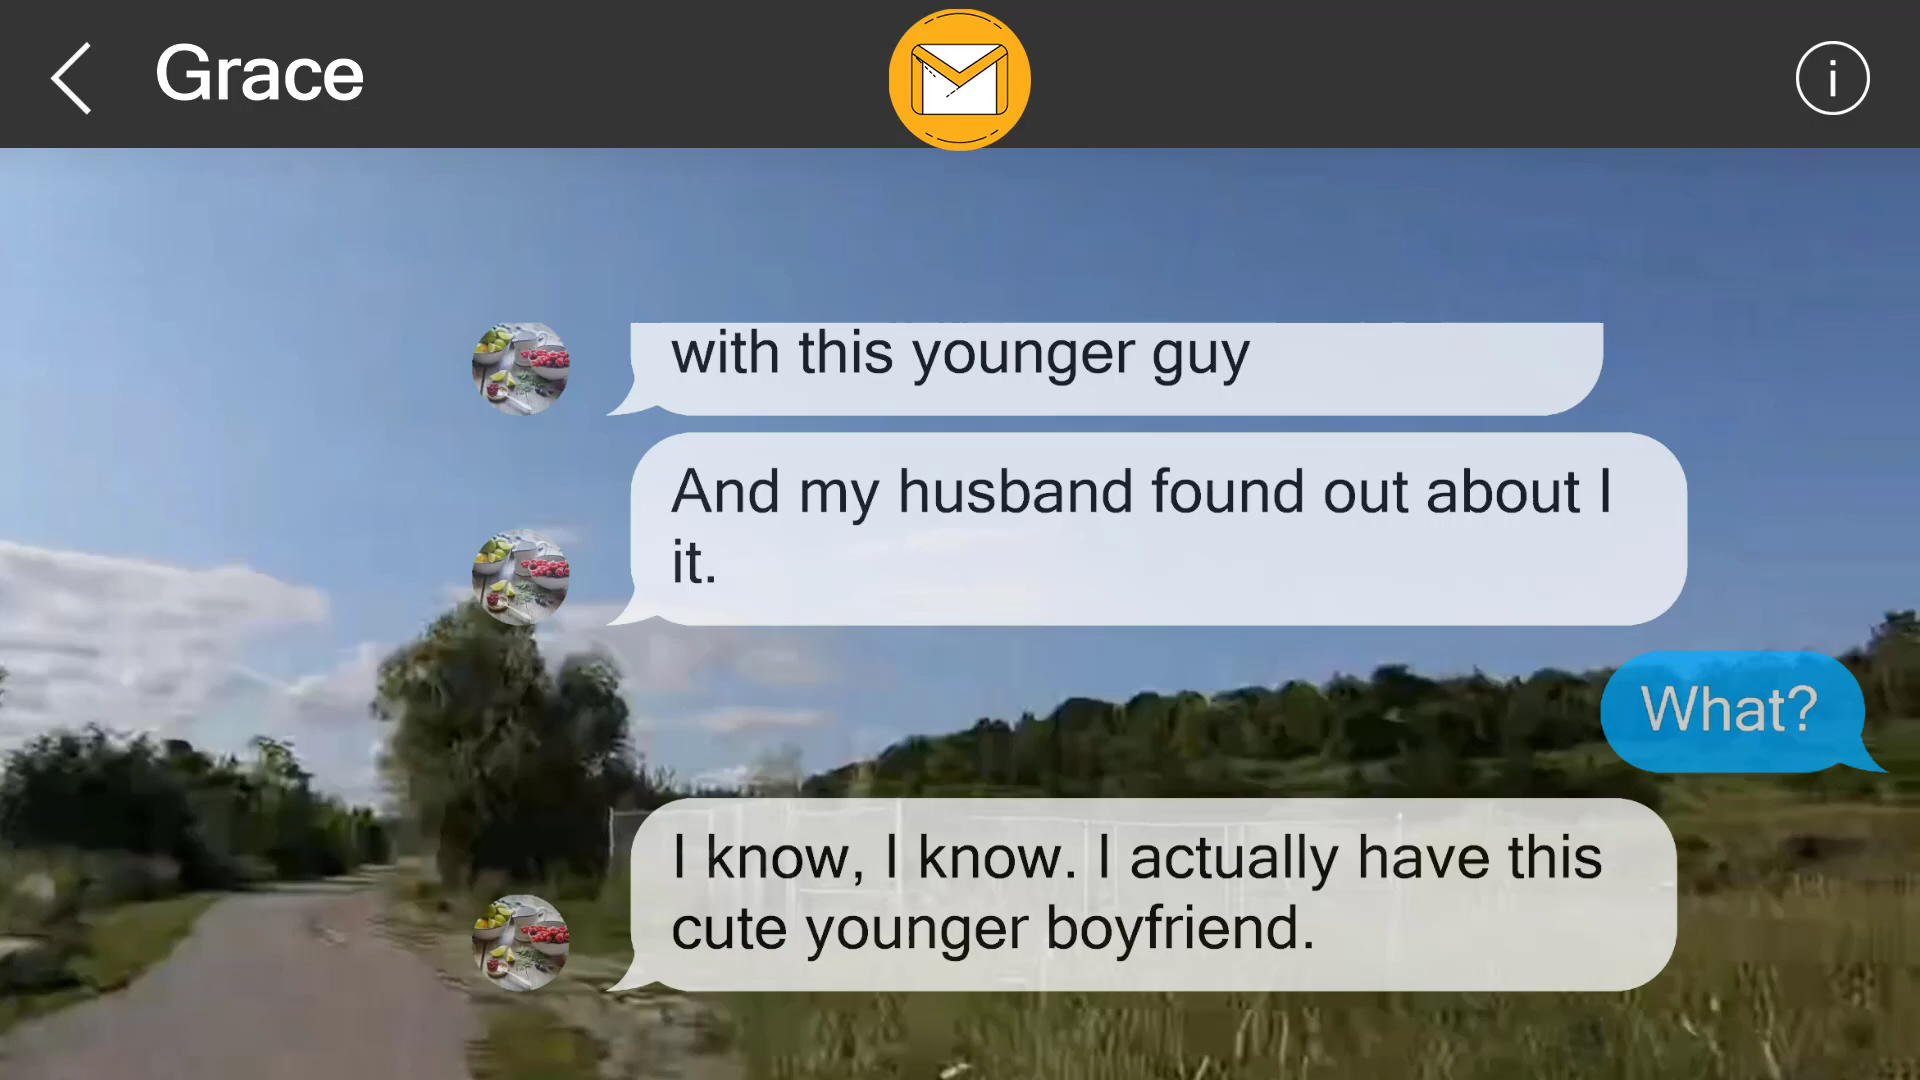 Grace
i
with this younger guy
And my husband found out about I
it.
What?
I know, I know. I actually have this
cute younger boyfriend.